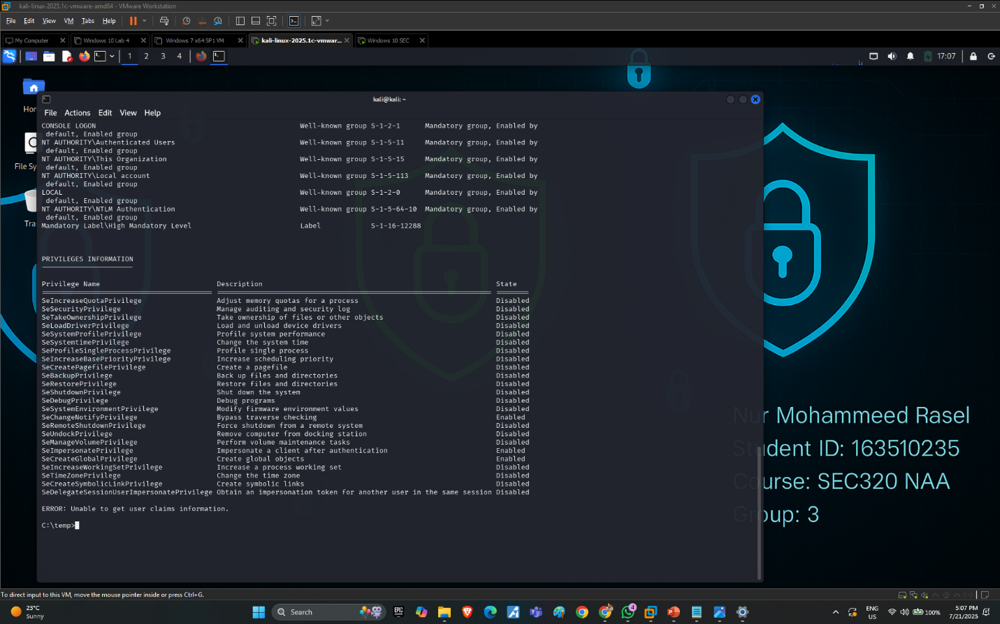 kali-linux-2025.1c-vmware-amd64 - VMware Workstation
File Edit View VM Tabs Help
My Computer Windows 10 Lab 4 Windows 7 x64 SP1 VM kali-linux-2025.1c-vmwar... Windows 10 SEC
1 2 3 4 17:07
kali@kali: ~
File Actions Edit View Help
CONSOLE LOGON Well-known group S-1-2-1 Mandatory group, Enabled by
default, Enabled group
NT AUTHORITY\Authenticated Users Well-known group S-1-5-11 Mandatory group, Enabled by
default, Enabled group
NT AUTHORITY\This Organization Well-known group S-1-5-15 Mandatory group, Enabled by
default, Enabled group
NT AUTHORITY\Local account Well-known group S-1-5-113 Mandatory group, Enabled by
default, Enabled group
LOCAL Well-known group S-1-2-0 Mandatory group, Enabled by
default, Enabled group
NT AUTHORITY\NTLM Authentication Well-known group S-1-5-64-10 Mandatory group, Enabled by
default, Enabled group
Mandatory Label\High Mandatory Level Label S-1-16-12288
PRIVILEGES INFORMATION
Privilege Name Description State
SeIncreaseQuotaPrivilege Adjust memory quotas for a process Disabled
SeSecurityPrivilege Manage auditing and security log Disabled
SeTakeOwnershipPrivilege Take ownership of files or other objects Disabled
SeLoadDriverPrivilege Load and unload device drivers Disabled
SeSystemProfilePrivilege Profile system performance Disabled
SeSystemtimePrivilege Change the system time Disabled
SeProfileSingleProcessPrivilege Profile single process Disabled
SeIncreaseBasePriorityPrivilege Increase scheduling priority Disabled
SeCreatePagefilePrivilege Create a pagefile Disabled
SeBackupPrivilege Back up files and directories Disabled
SeRestorePrivilege Restore files and directories Disabled
SeShutdownPrivilege Shut down the system Disabled
SeDebugPrivilege Debug programs Disabled
SeSystemEnvironmentPrivilege Modify firmware environment values Disabled
SeChangeNotifyPrivilege Bypass traverse checking Enabled
SeRemoteShutdownPrivilege Force shutdown from a remote system Disabled
SeUndockPrivilege Remove computer from docking station Disabled
SeManageVolumePrivilege Perform volume maintenance tasks Disabled
SeImpersonatePrivilege Impersonate a client after authentication Enabled
SeCreateGlobalPrivilege Create global objects Enabled
SeIncreaseWorkingSetPrivilege Increase a process working set Disabled
SeTimeZonePrivilege Change the time zone Disabled
SeCreateSymbolicLinkPrivilege Create symbolic links Disabled
SeDelegateSessionUserImpersonatePrivilege Obtain an impersonation token for another user in the same session Disabled
ERROR: Unable to get user claims information.
C:\temp>
Hom
File Sy
Tra
Nur Mohammeed Rasel
Student ID: 163510235
Course: SEC320 NAA
Group: 3
To direct input to this VM, move the mouse pointer inside or press Ctrl+G.
23°C
Sunny
Search
EPIC GAMES
4
ENG
US
100%
5:07 PM
7/21/2025